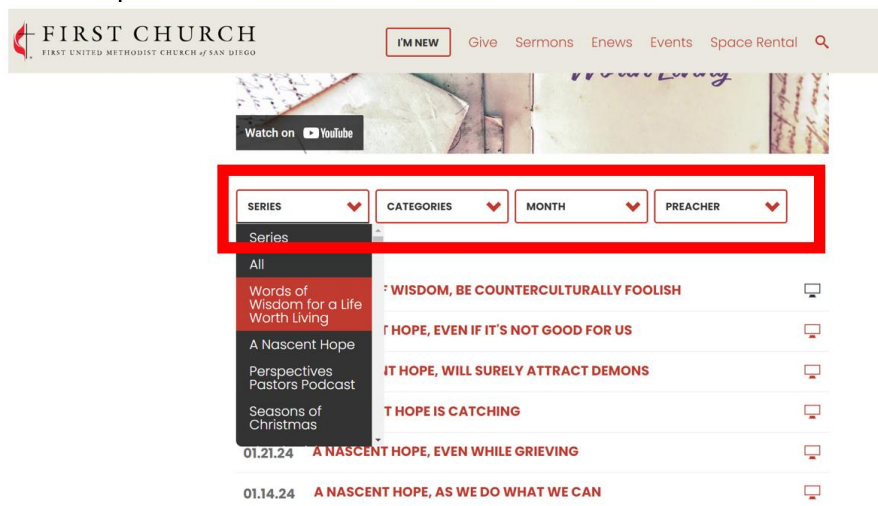 FIRST CHURCH
FIRST UNITED METHODIST CHURCH of SAN DIEGO
I'M NEW Give Sermons Enews Events Space Rental
Worth Living
Watch on YouTube
SERIES CATEGORIES MONTH PREACHER
Series
All
Words of
Wisdom for a Life
Worth Living
A Nascent Hope
Perspectives
Pastors Podcast
Seasons of
Christmas
WISDOM, BE COUNTERCULTURALLY FOOLISH
HOPE, EVEN IF IT'S NOT GOOD FOR US
HOPE, WILL SURELY ATTRACT DEMONS
HOPE IS CATCHING
01.21.24 A NASCENT HOPE, EVEN WHILE GRIEVING
01.14.24 A NASCENT HOPE, AS WE DO WHAT WE CAN